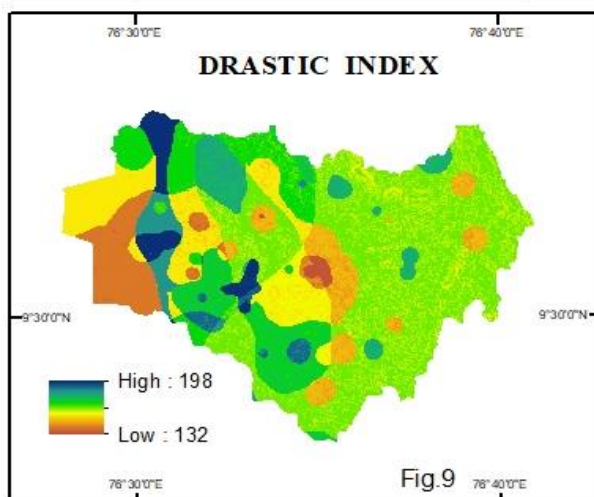 76° 30'0"E 76° 40'0"E
DRASTIC INDEX
9°30'0"N 9°30'0"N
High : 198
Low : 132
Fig.9
76° 30'0"E 76° 40'0"E